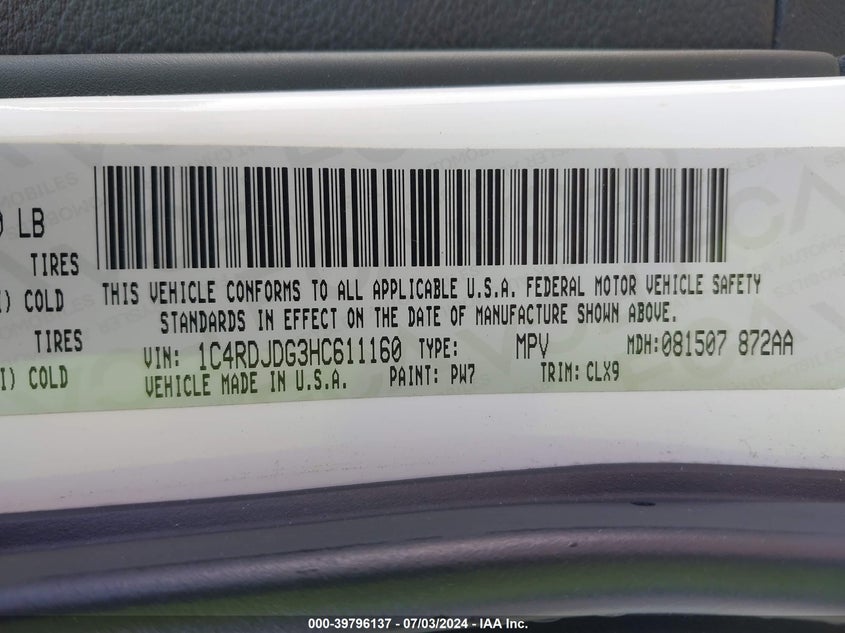 LB
TIRES
COLD
TIRES
COLD
THIS VEHICLE CONFORMS TO ALL APPLICABLE U.S.A. FEDERAL MOTOR VEHICLE SAFETY
STANDARDS IN EFFECT ON THE DATE OF MANUFACTURE SHOWN ABOVE.
VIN: 1C4RDJDG3HC611160 TYPE: MPV MDH:081507 872AA
VEHICLE MADE IN U.S.A. PAINT: PW7 TRIM: CLX9
000-39796137 - 07/03/2024 - IAA Inc.